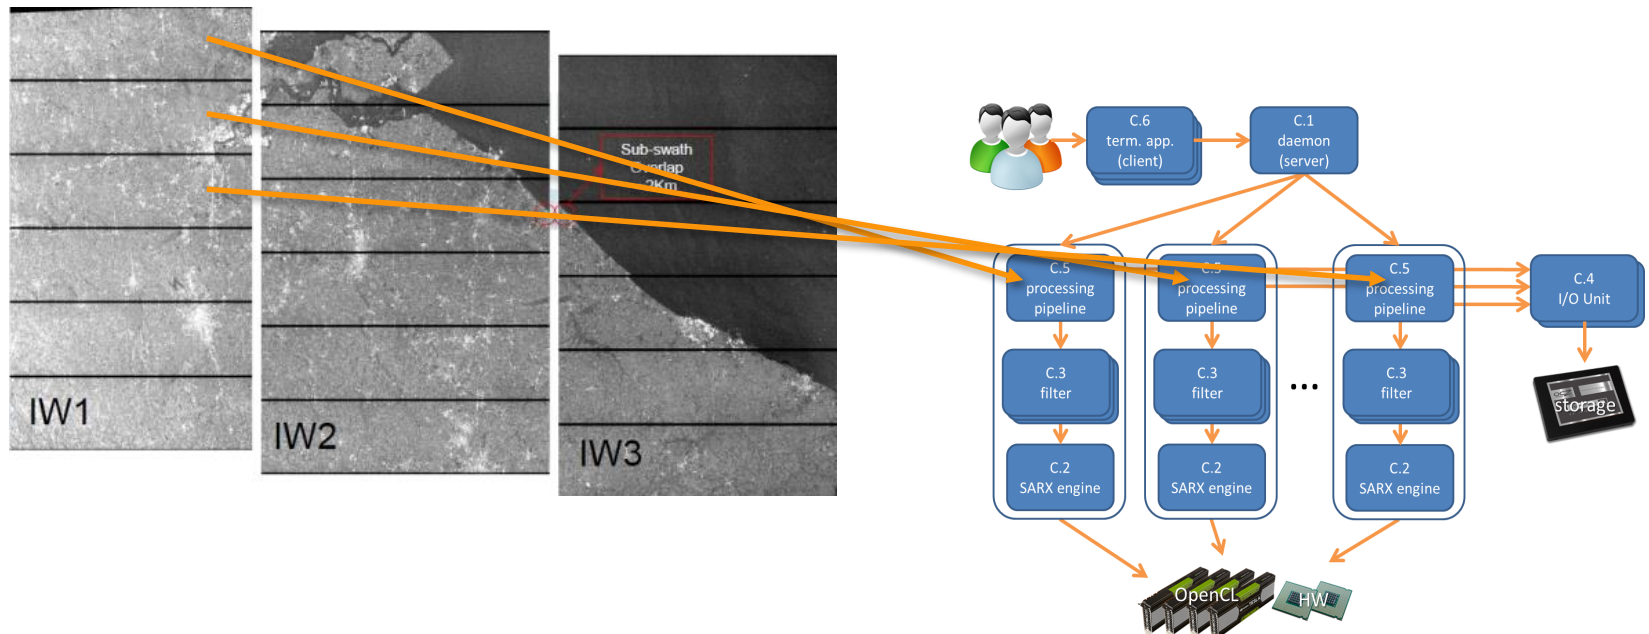 IW1
IW2
IW3
Sub-swath
Overlap
2Km
C.6
term. app.
(client)
C.1
daemon
(server)
C.5
processing
pipeline
C.5
processing
pipeline
C.5
processing
pipeline
C.4
I/O Unit
C.3
filter
C.3
filter
...
C.3
filter
storage
C.2
SARX engine
C.2
SARX engine
C.2
SARX engine
OpenCL
HW